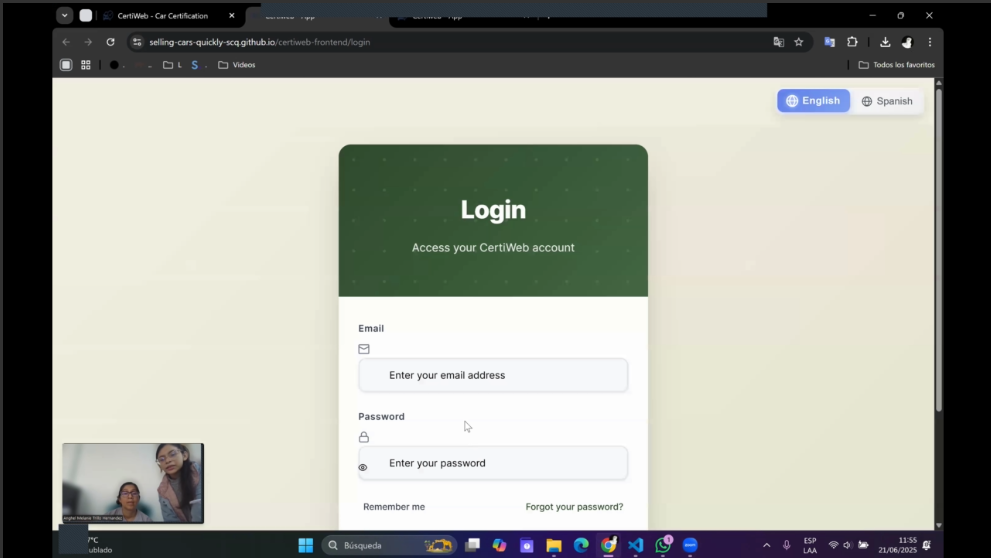 CertiWeb - Car Certification
selling-cars-quickly-scq.github.io/certiweb-frontend/login
L
S
Videos
Todos los favoritos
English
Spanish
Login
Access your CertiWeb account
Email
Enter your email address
Password
Enter your password
Remember me
Forgot your password?
Búsqueda
1
ESP
LAA
11:55
21/06/2025